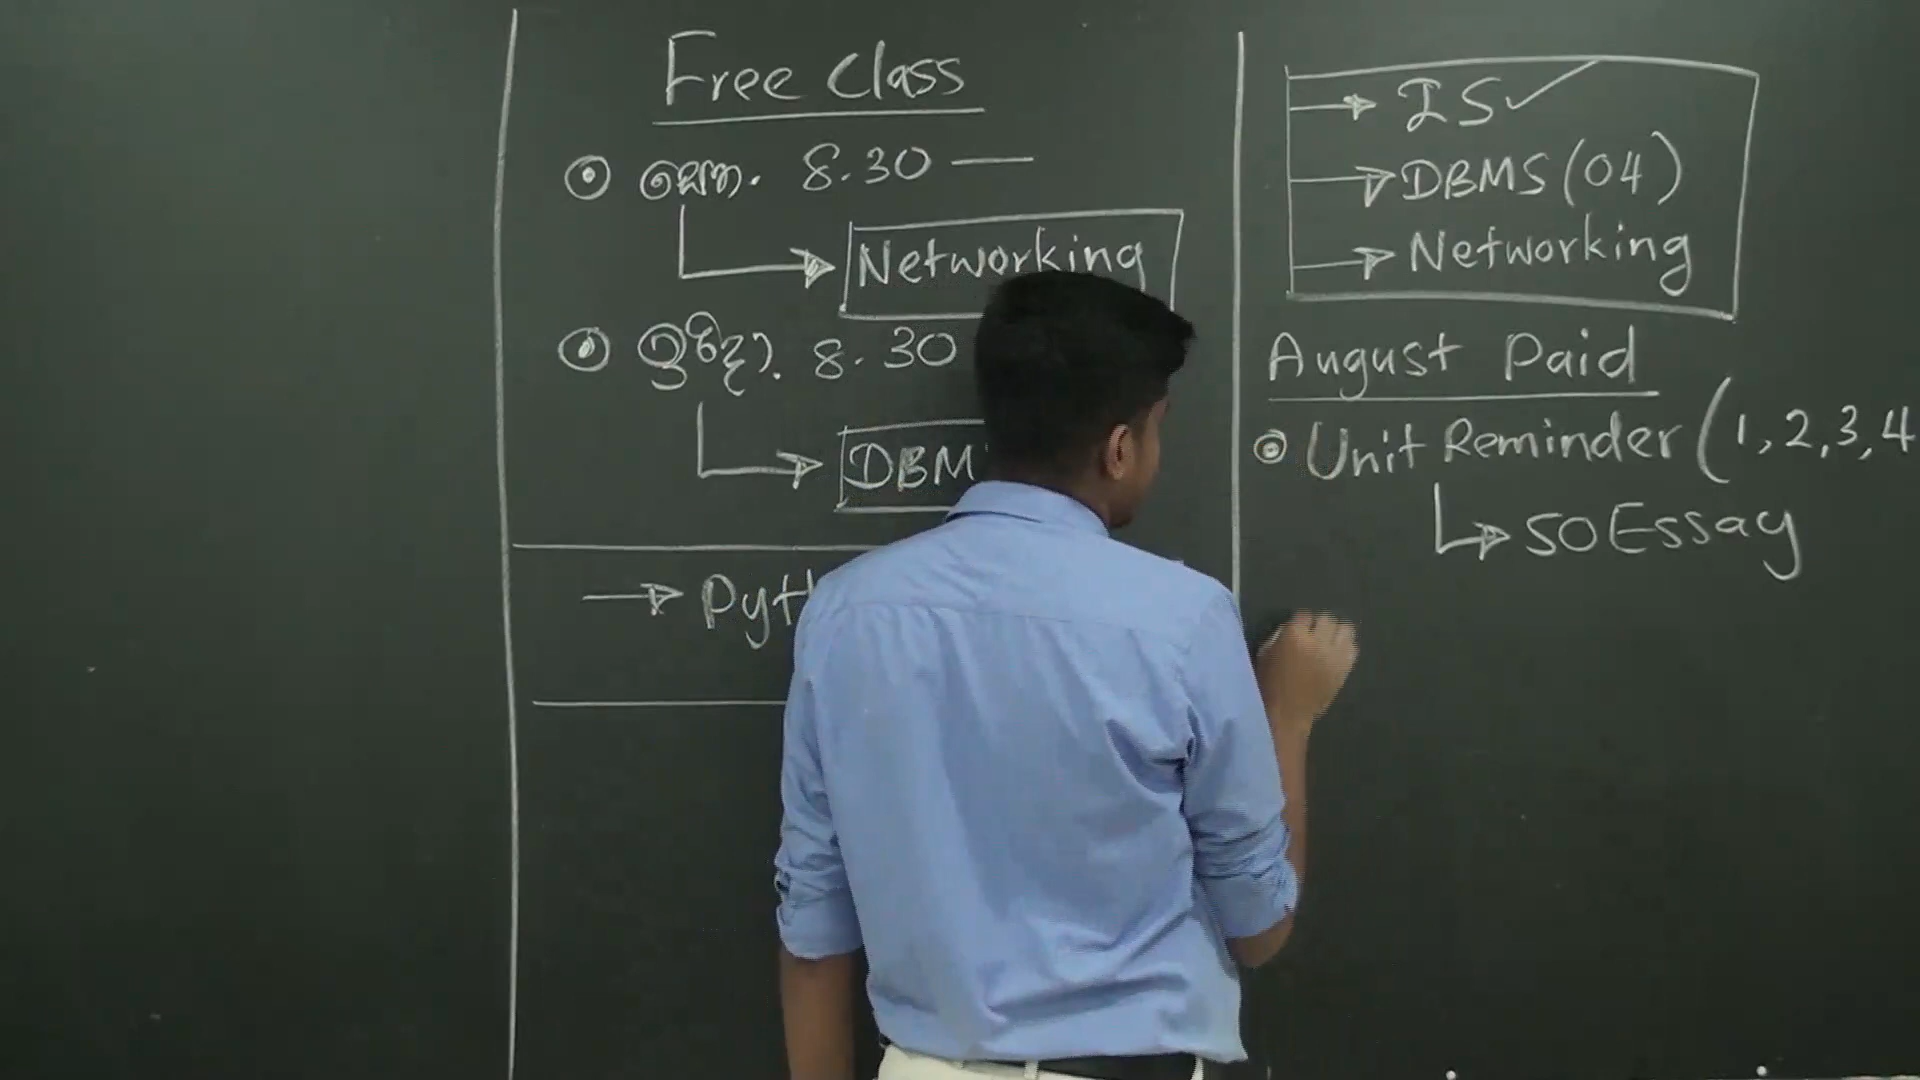 Free Class
සෙන. 8.30 —
Networking
ඉරිදා. 8.30
DBM
Pyt
IS ✓
DBMS (04)
Networking
August Paid
Unit Reminder (1,2,3,4
50 Essay